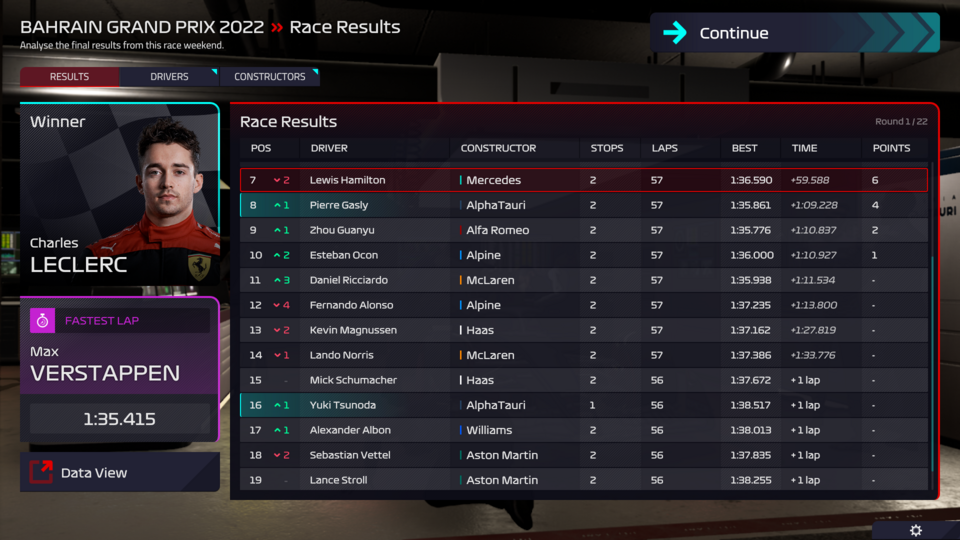 BAHRAIN GRAND PRIX 2022 » Race Results
Analyse the final results from this race weekend.
Continue
RESULTS DRIVERS CONSTRUCTORS
Winner
Charles
LECLERC
FASTEST LAP
Max
VERSTAPPEN
1:35.415
Data View
Race Results Round 1 / 22
POS DRIVER CONSTRUCTOR STOPS LAPS BEST TIME POINTS
7 2 Lewis Hamilton Mercedes 2 57 1:36.590 +59.588 6
8 1 Pierre Gasly AlphaTauri 2 57 1:35.861 +1:09.228 4
9 1 Zhou Guanyu Alfa Romeo 2 57 1:35.776 +1:10.837 2
10 2 Esteban Ocon Alpine 2 57 1:36.000 +1:10.927 1
11 3 Daniel Ricciardo McLaren 2 57 1:35.938 +1:11.534 -
12 4 Fernando Alonso Alpine 2 57 1:37.235 +1:13.800 -
13 2 Kevin Magnussen Haas 2 57 1:37.162 +1:27.819 -
14 1 Lando Norris McLaren 2 57 1:37.386 +1:33.776 -
15 - Mick Schumacher Haas 2 56 1:37.672 +1 lap -
16 1 Yuki Tsunoda AlphaTauri 1 56 1:38.517 +1 lap -
17 1 Alexander Albon Williams 2 56 1:38.013 +1 lap -
18 2 Sebastian Vettel Aston Martin 2 56 1:37.835 +1 lap -
19 - Lance Stroll Aston Martin 2 56 1:38.255 +1 lap -